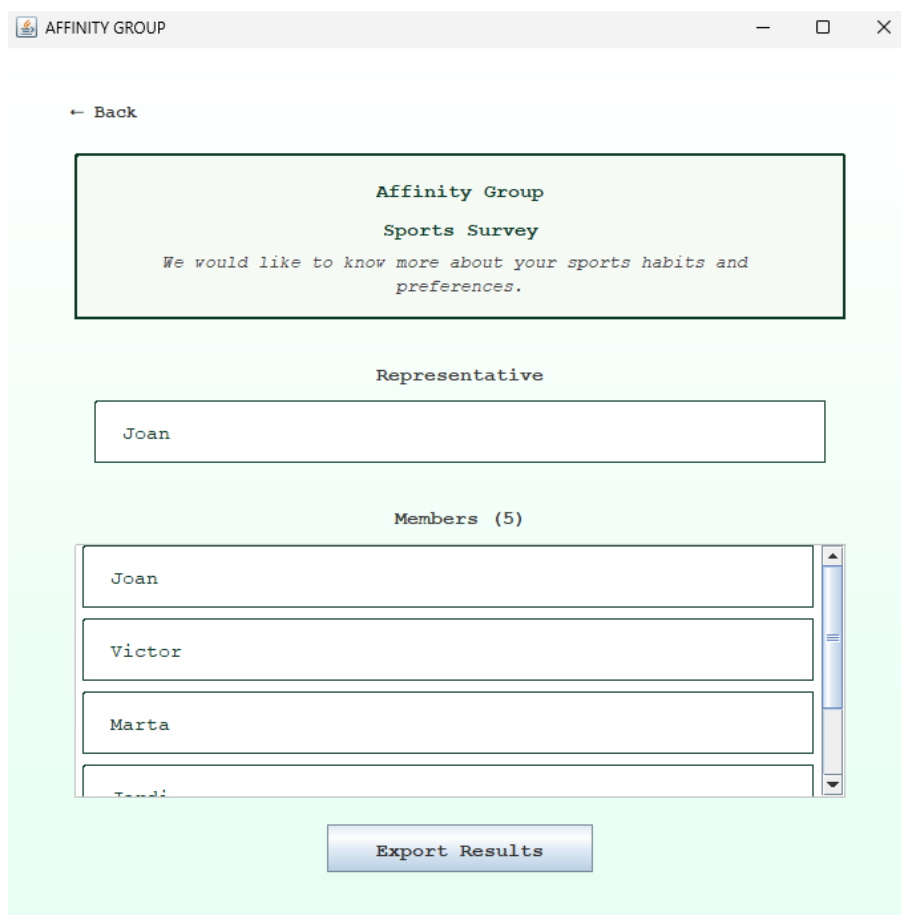 AFFINITY GROUP
← Back
Affinity Group
Sports Survey
We would like to know more about your sports habits and
preferences.
Representative
Joan
Members (5)
Joan
Victor
Marta
Export Results